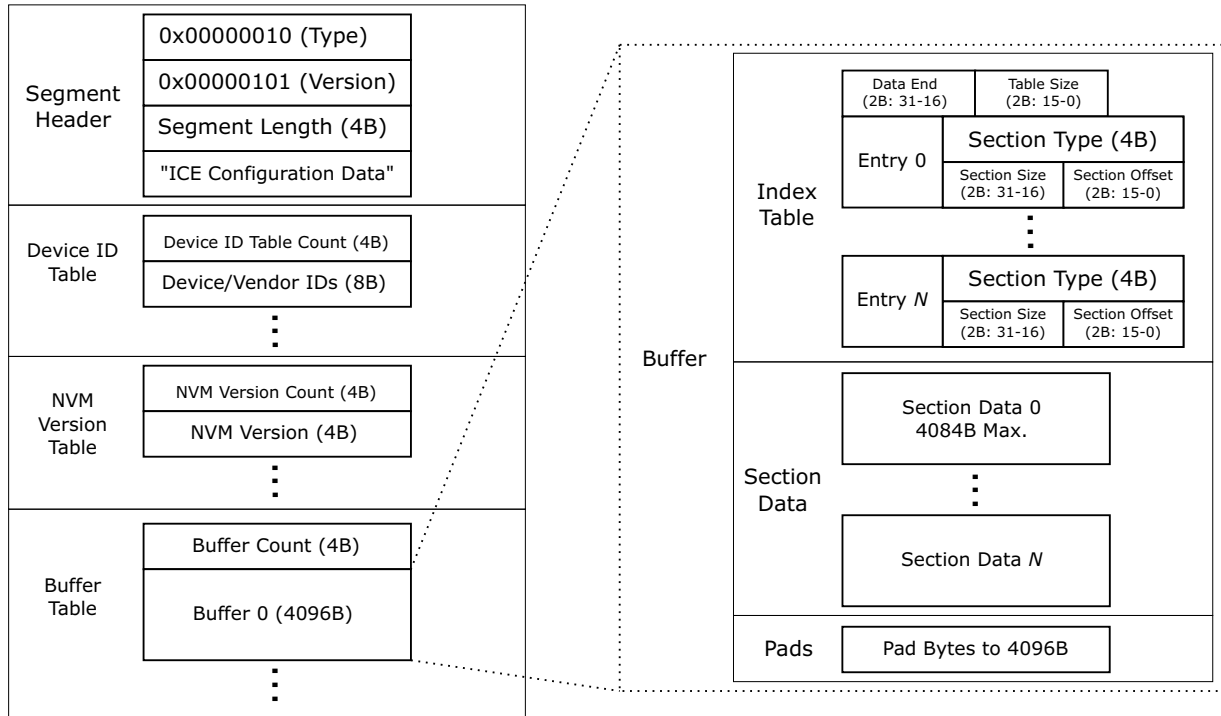 Segment
Header
0x00000010 (Type)
0x00000101 (Version)
Segment Length (4B)
"ICE Configuration Data"
Device ID
Table
Device ID Table Count (4B)
Device/Vendor IDs (8B)
NVM
Version
Table
NVM Version Count (4B)
NVM Version (4B)
Buffer
Table
Buffer Count (4B)
Buffer 0 (4096B)
Buffer
Index
Table
Data End
(2B: 31-16)
Table Size
(2B: 15-0)
Entry 0
Section Type (4B)
Section Size
(2B: 31-16)
Section Offset
(2B: 15-0)
Entry N
Section Type (4B)
Section Size
(2B: 31-16)
Section Offset
(2B: 15-0)
Section
Data
Section Data 0
4084B Max.
Section Data N
Pads
Pad Bytes to 4096B